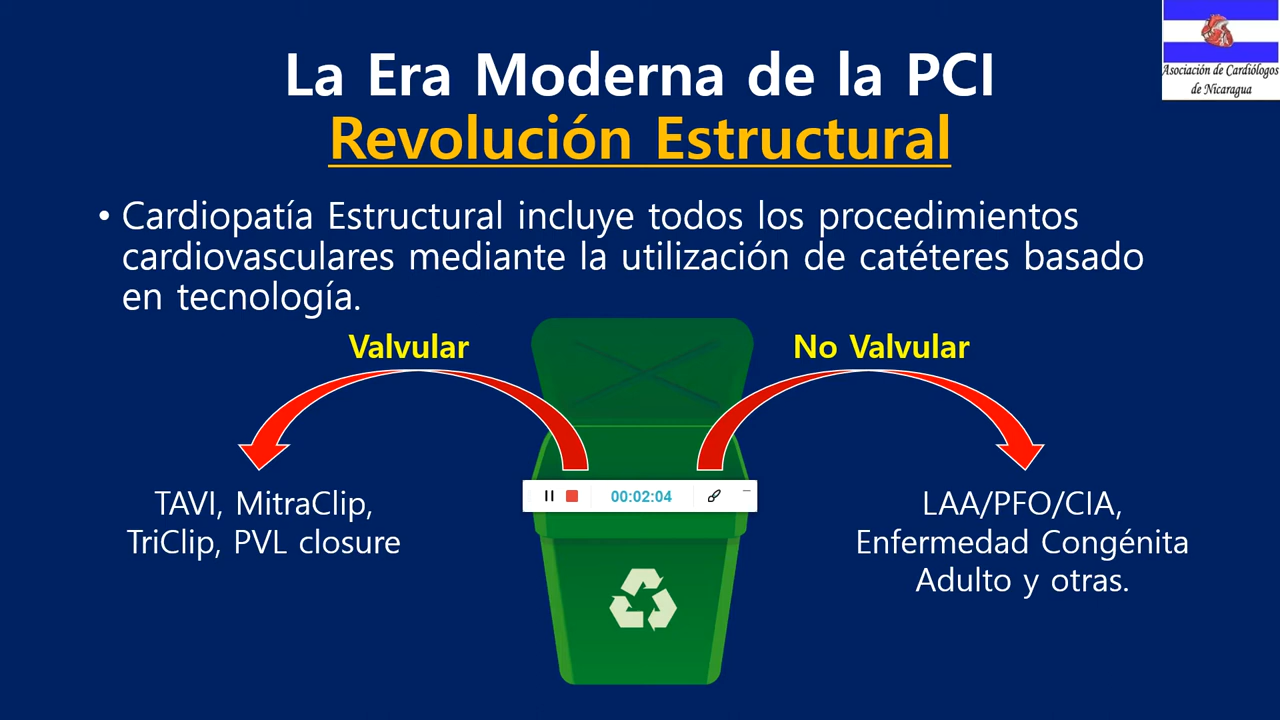 Asociación de Cardiólogos
de Nicaragua
La Era Moderna de la PCI
Revolución Estructural
• Cardiopatía Estructural incluye todos los procedimientos
cardiovasculares mediante la utilización de catéteres basado
en tecnología.
Valvular
No Valvular
TAVI, MitraClip,
TriClip, PVL closure
00:02:04
LAA/PFO/CIA,
Enfermedad Congénita
Adulto y otras.